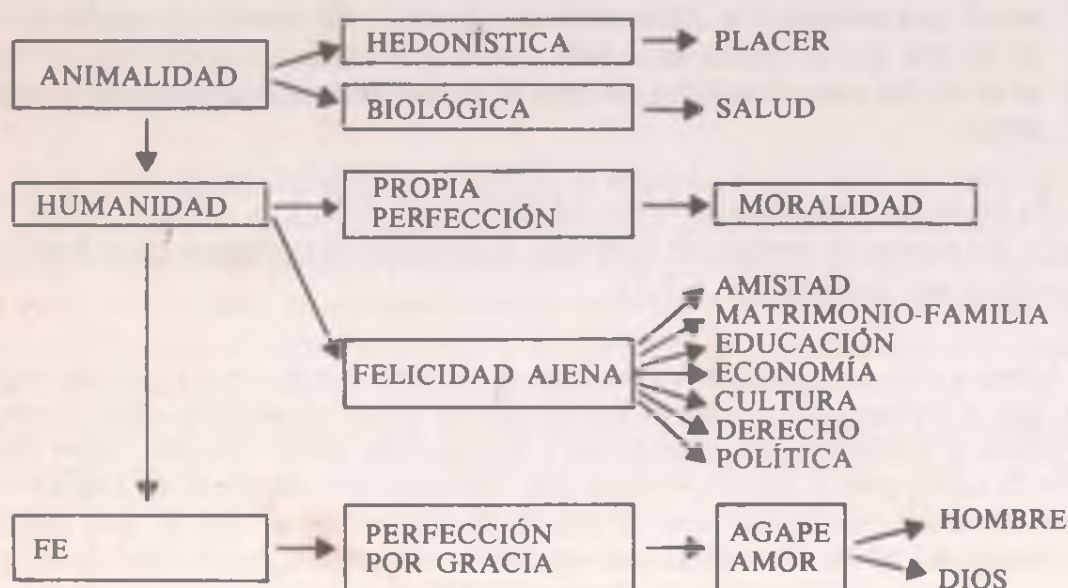 HEDONÍSTICA
PLACER
ANIMALIDAD
BIOLÓGICA
SALUD
HUMANIDAD
PROPIA
PERFECCIÓN
MORALIDAD
FELICIDAD AJENA
AMISTAD
MATRIMONIO-FAMILIA
EDUCACIÓN
ECONOMÍA
CULTURA
DERECHO
POLÍTICA
FE
PERFECCIÓN
POR GRACIA
AGAPE
AMOR
HOMBRE
DIOS